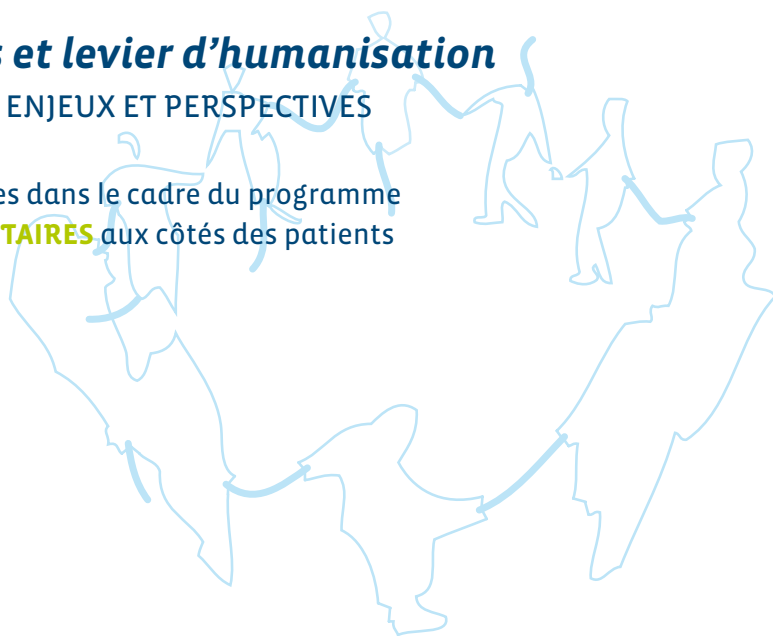 s et levier d'humanisation
ENJEUX ET PERSPECTIVES
es dans le cadre du programme
TAIRES aux côtés des patients